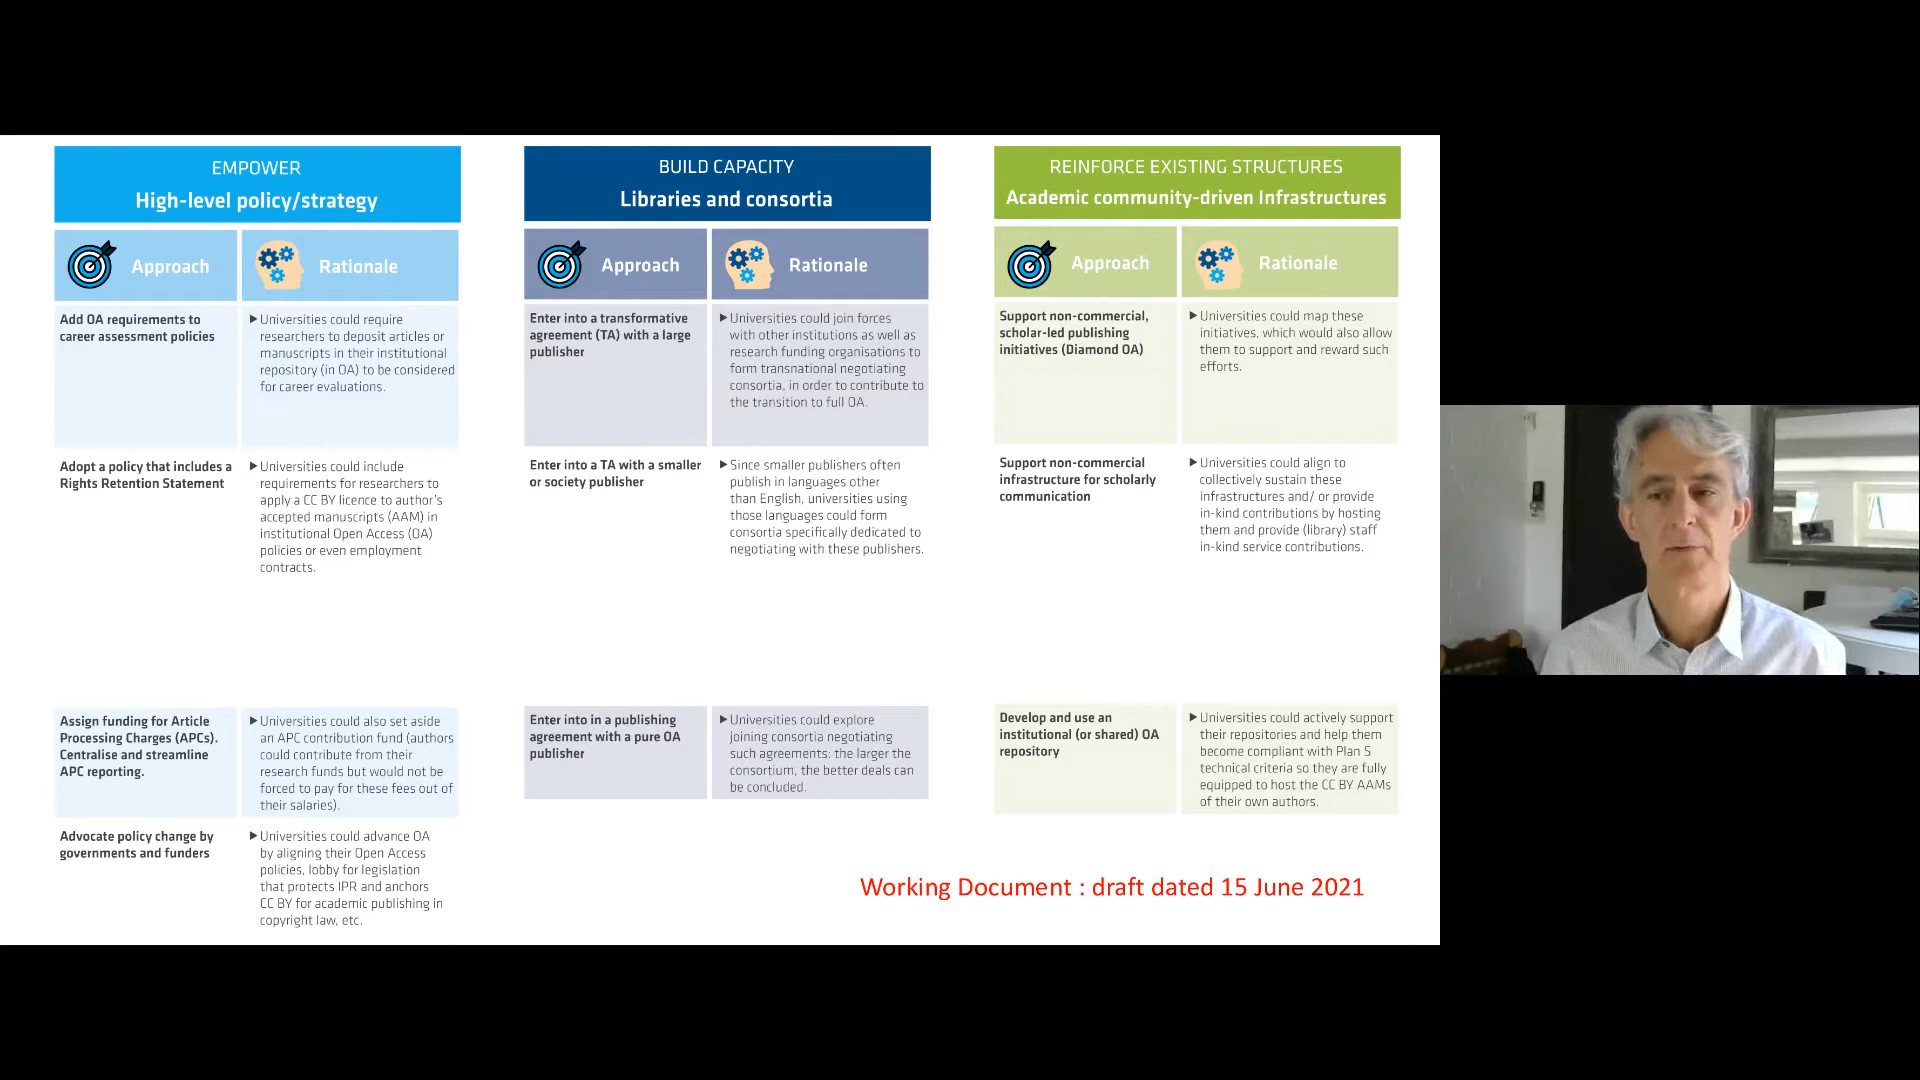 EMPOWER
High-level policy/strategy
Approach
Rationale
Add OA requirements to
career assessment policies
Universities could require
researchers to deposit articles or
manuscripts in their institutional
repository (in OA) to be considered
for career evaluations.
Adopt a policy that includes a
Rights Retention Statement
Universities could include
requirements for researchers to
apply a CC BY licence to author's
accepted manuscripts (AAM) in
institutional Open Access (OA)
policies or even employment
contracts.
Assign funding for Article
Processing Charges (APCs).
Centralise and streamline
APC reporting.
Universities could also set aside
an APC contribution fund (authors
could contribute from their
research funds but would not be
forced to pay for these fees out of
their salaries).
Advocate policy change by
governments and funders
Universities could advance OA
by aligning their Open Access
policies, lobby for legislation
that protects IPR and anchors
CC BY for academic publishing in
copyright law, etc.
BUILD CAPACITY
Libraries and consortia
Approach
Rationale
Enter into a transformative
agreement (TA) with a large
publisher
Universities could join forces
with other institutions as well as
research funding organisations to
form transnational negotiating
consortia, in order to contribute to
the transition to full OA.
Enter into a TA with a smaller
or society publisher
Since smaller publishers often
publish in languages other
than English, universities using
those languages could form
consortia specifically dedicated to
negotiating with these publishers.
Enter into in a publishing
agreement with a pure OA
publisher
Universities could explore
joining consortia negotiating
such agreements: the larger the
consortium, the better deals can
be concluded.
REINFORCE EXISTING STRUCTURES
Academic community-driven Infrastructures
Approach
Rationale
Support non-commercial,
scholar-led publishing
initiatives (Diamond OA)
Universities could map these
initiatives, which would also allow
them to support and reward such
efforts.
Support non-commercial
infrastructure for scholarly
communication
Universities could align to
collectively sustain these
infrastructures and/ or provide
in-kind contributions by hosting
them and provide (library) staff
in-kind service contributions.
Develop and use an
institutional (or shared) OA
repository
Universities could actively support
their repositories and help them
become compliant with Plan S
technical criteria so they are fully
equipped to host the CC BY AAMs
of their own authors.
Working Document : draft dated 15 June 2021